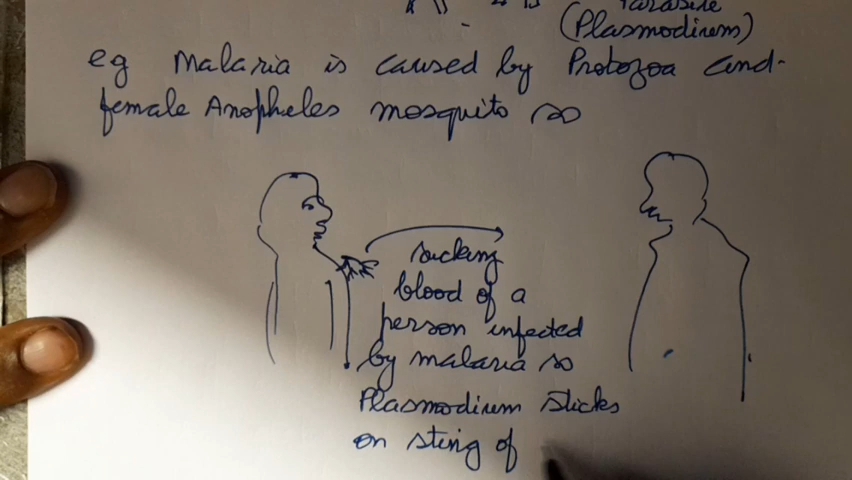 Parasite
(Plasmodium)
eg Malaria is caused by Protozoa and
female Anopheles mosquito so
sucking
blood of a
person infected
by malaria so
Plasmodium sticks
on sting of